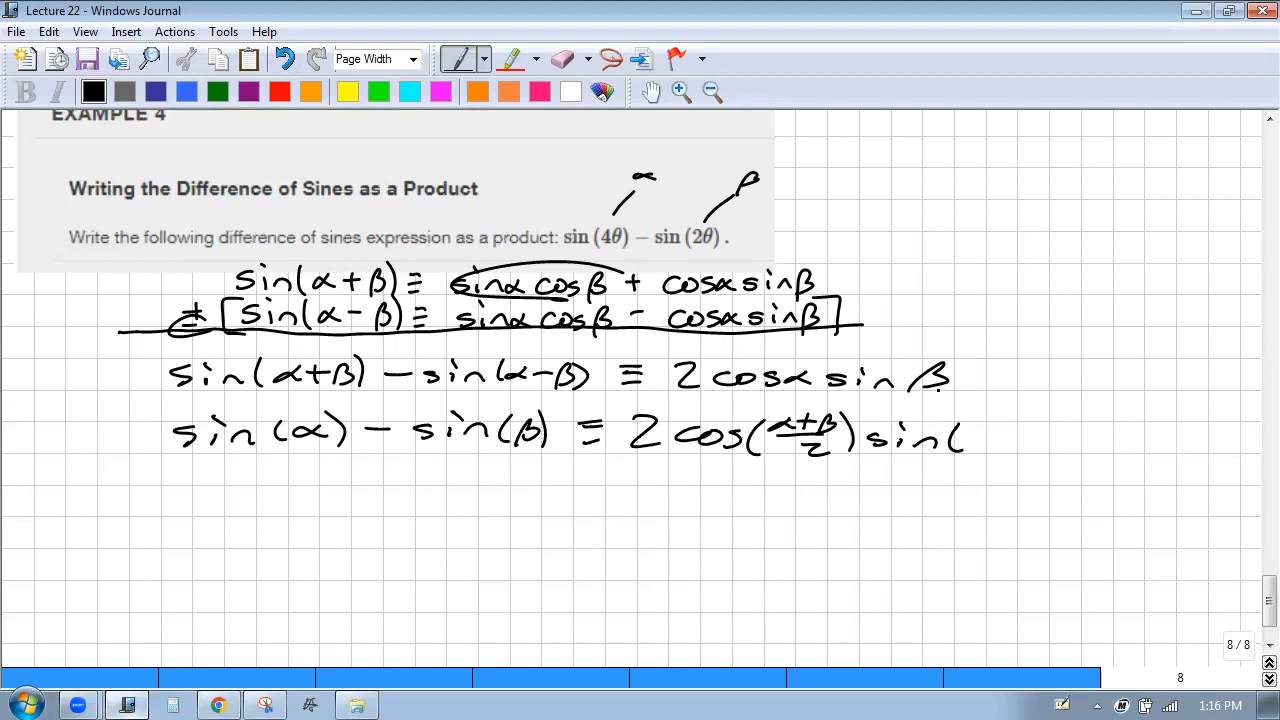 Lecture 22 - Windows Journal
File Edit View Insert Actions Tools Help
Page Width
B I
EXAMPLE 4
Writing the Difference of Sines as a Product
α β
Write the following difference of sines expression as a product: sin (4θ) − sin (2θ) .
sin(α+β) ≡ sinα cosβ + cosα sinβ
± [sin(α−β) ≡ sinα cosβ − cosα sinβ]
sin(α+β) − sin(α−β) ≡ 2 cosα sin β
sin(α) − sin(β) ≡ 2 cos(α+β/2) sin(
8 / 8
8
1:16 PM